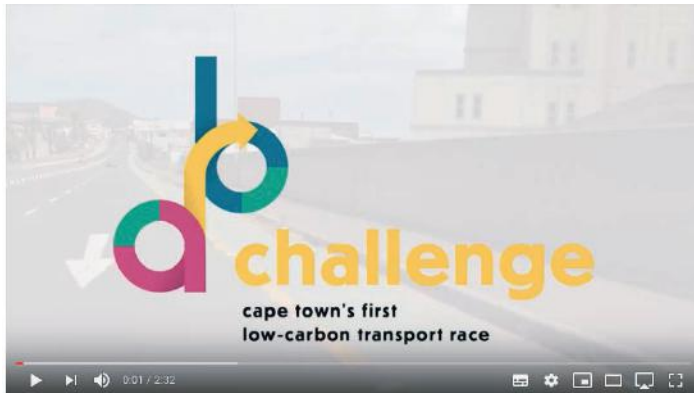 a b challenge
cape town's first
low-carbon transport race
0:01 / 2:32